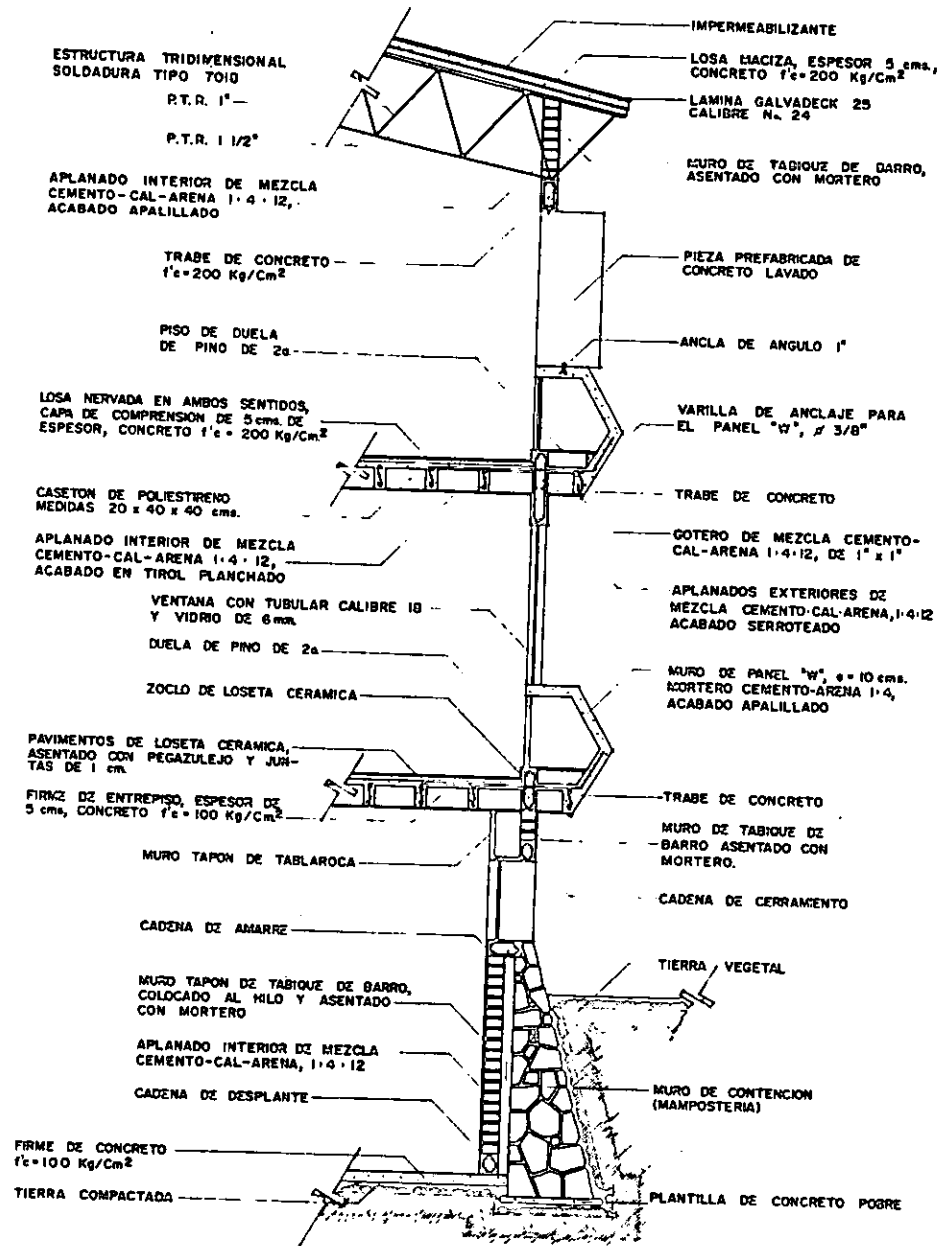 ESTRUCTURA TRIDIMENSIONAL
SOLDADURA TIPO 7010
P.T.R. 1"
P.T.R. 1 1/2"
APLANADO INTERIOR DE MEZCLA
CEMENTO-CAL-ARENA 1·4·12,
ACABADO APALILLADO
TRABE DE CONCRETO
f'c=200 Kg/Cm²
PISO DE DUELA
DE PINO DE 2a
LOSA NERVADA EN AMBOS SENTIDOS,
CAPA DE COMPRENSION DE 5cms. DE
ESPESOR, CONCRETO f'c=200 Kg/Cm²
CASETON DE POLIESTIRENO
MEDIDAS 20 x 40 x 40 cms.
APLANADO INTERIOR DE MEZCLA
CEMENTO-CAL-ARENA 1·4·12,
ACABADO EN TIROL PLANCHADO
VENTANA CON TUBULAR CALIBRE 18
Y VIDRIO DE 6mm.
DUELA DE PINO DE 2a
ZOCLO DE LOSETA CERAMICA
PAVIMENTOS DE LOSETA CERAMICA,
ASENTADO CON PEGAZULEJO Y JUN-
TAS DE 1 cm.
FIRME DE ENTREPISO, ESPESOR DE
5 cms, CONCRETO f'c=100 Kg/Cm²
MURO TAPON DE TABLAROCA
CADENA DE AMARRE
MURO TAPON DE TABIQUE DE BARRO,
COLOCADO AL HILO Y ASENTADO
CON MORTERO
APLANADO INTERIOR DE MEZCLA
CEMENTO-CAL-ARENA, 1·4·12
CADENA DE DESPLANTE
FIRME DE CONCRETO
f'c=100 Kg/Cm²
TIERRA COMPACTADA
IMPERMEABILIZANTE
LOSA MACIZA, ESPESOR 5 cms.,
CONCRETO f'c=200 Kg/Cm²
LAMINA GALVADECK 25
CALIBRE No. 24
MURO DE TABIQUE DE BARRO,
ASENTADO CON MORTERO
PIEZA PREFABRICADA DE
CONCRETO LAVADO
ANCLA DE ANGULO 1"
VARILLA DE ANCLAJE PARA
EL PANEL "W", ø 3/8"
TRABE DE CONCRETO
GOTERO DE MEZCLA CEMENTO-
CAL-ARENA 1·4·12, DE 1" x 1"
APLANADOS EXTERIORES DE
MEZCLA CEMENTO-CAL-ARENA, 1·4·12
ACABADO SERROTEADO
MURO DE PANEL "W", e=10 cms.
MORTERO CEMENTO-ARENA 1·4,
ACABADO APALILLADO
TRABE DE CONCRETO
MURO DE TABIQUE DE
BARRO ASENTADO CON
MORTERO.
CADENA DE CERRAMIENTO
TIERRA VEGETAL
MURO DE CONTENCION
(MAMPOSTERIA)
PLANTILLA DE CONCRETO POBRE